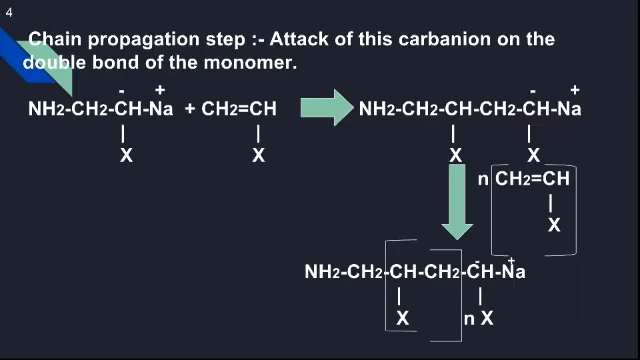 4
Chain propagation step :- Attack of this carbanion on the
double bond of the monomer.
- + - +
NH2-CH2-CH-Na + CH2=CH NH2-CH2-CH-CH2-CH-Na
| | | |
X X X X
n CH2=CH
|
X
- +
NH2-CH2-CH-CH2-CH-Na
| |
X n X